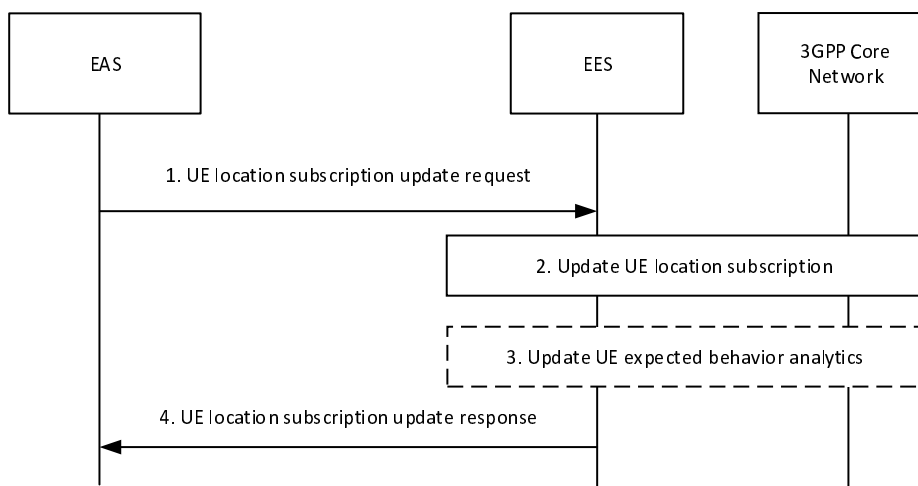 EAS
EES
3GPP Core
Network
1. UE location subscription update request
2. Update UE location subscription
3. Update UE expected behavior analytics
4. UE location subscription update response